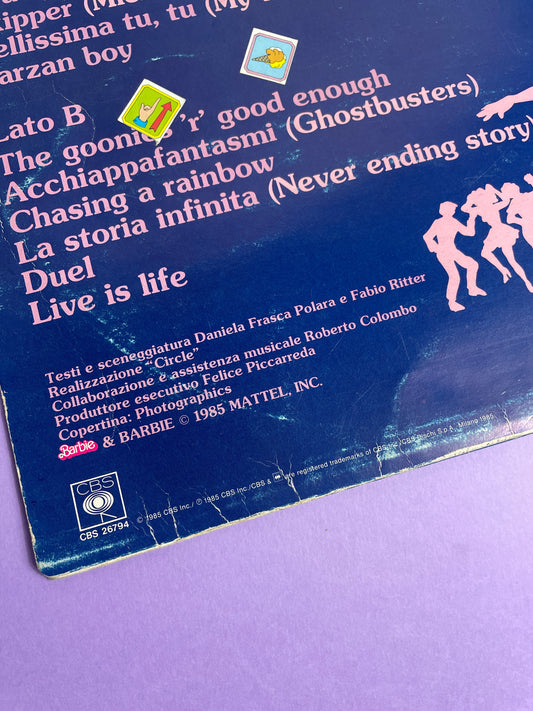 ipper (Mic
ellissima tu, tu (My
arzan boy
Lato B
The goonies 'r' good enough
Acchiappafantasmi (Ghostbusters)
Chasing a rainbow
La storia infinita (Never ending story)
Duel
Live is life
Testi e sceneggiatura Daniela Frasca Polara e Fabio Ritter
Realizzazione "Circle"
Collaborazione e assistenza musicale Roberto Colombo
Produttore esecutivo Felice Piccarreda
Copertina: Photographics
Barbie & BARBIE © 1985 MATTEL, INC.
CBS
CBS 26794
© 1985 CBS Inc./ ℗ 1985 CBS Inc./CBS & are registered trademarks of CBS Inc./CBS Dischi S.p.A. Milano 1985